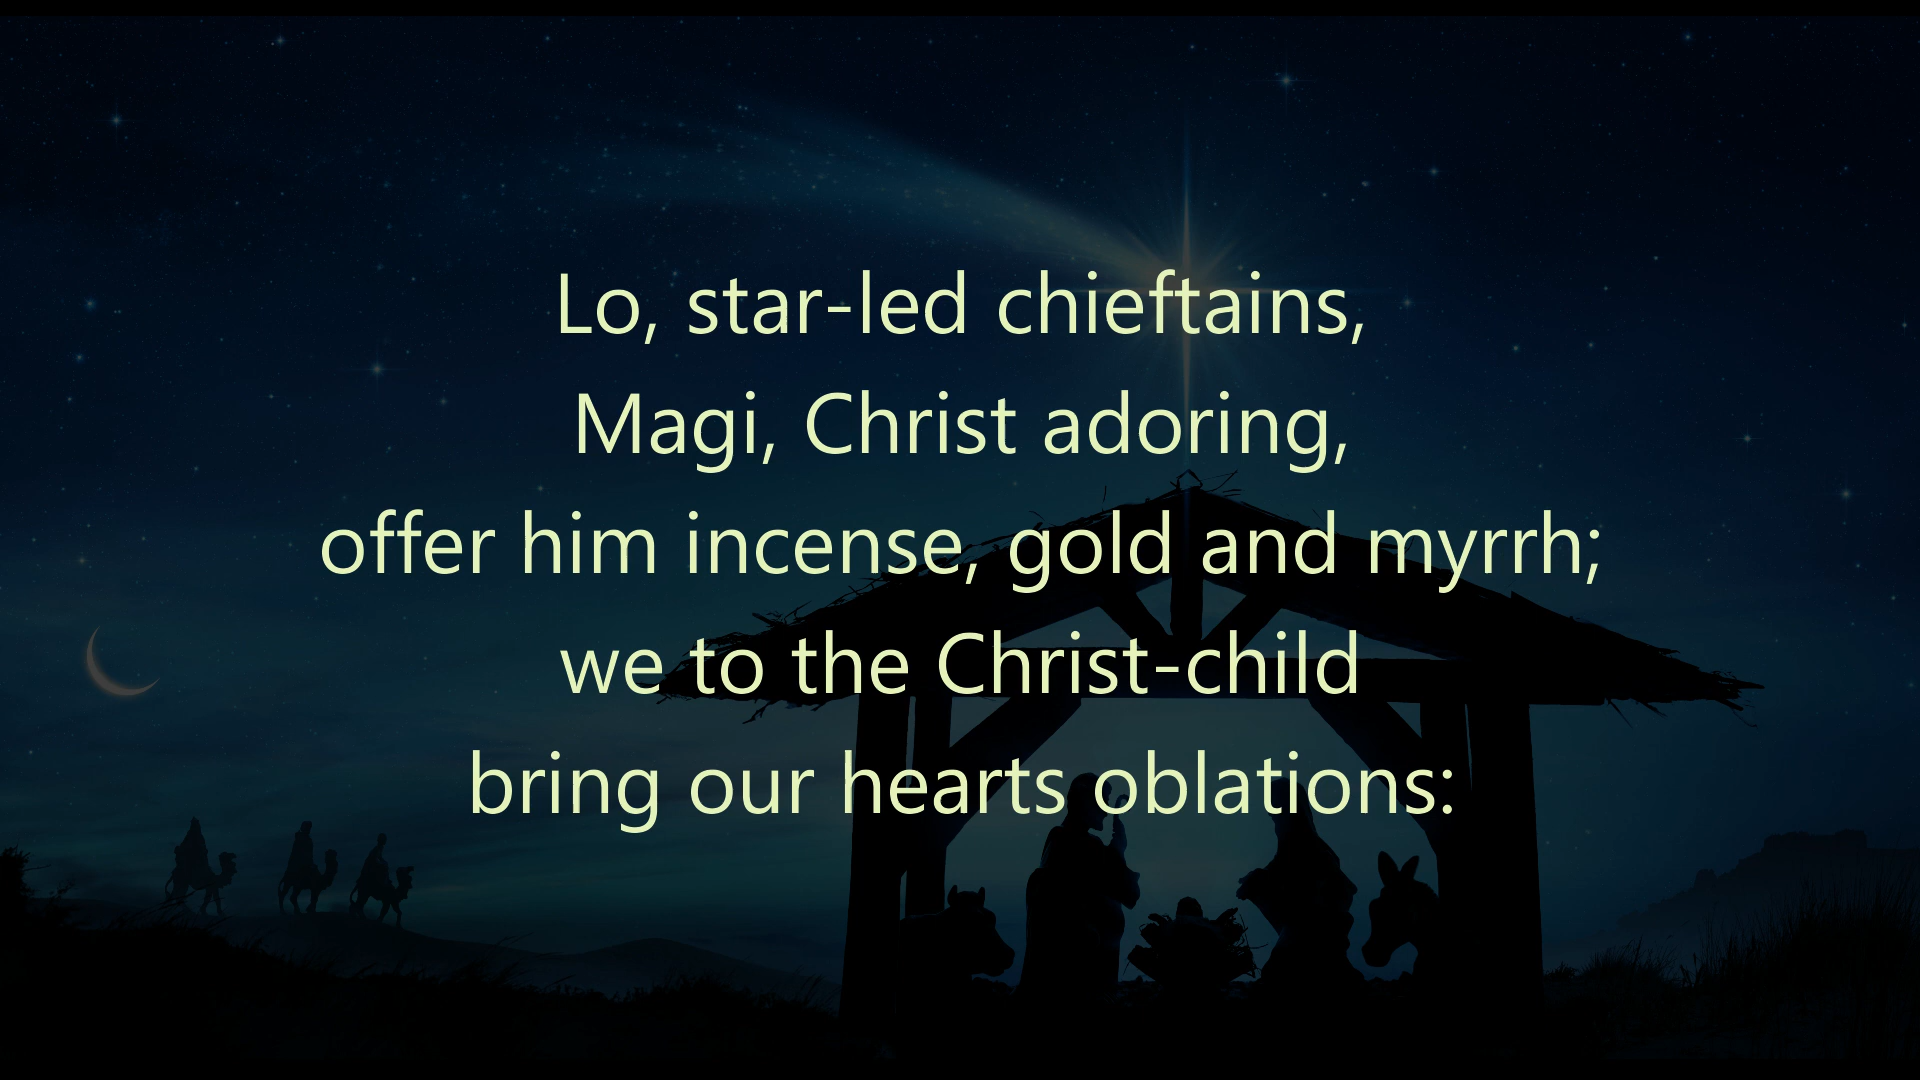 Lo, star-led chieftains,
Magi, Christ adoring,
offer him incense, gold and myrrh;
we to the Christ-child
bring our hearts oblations: